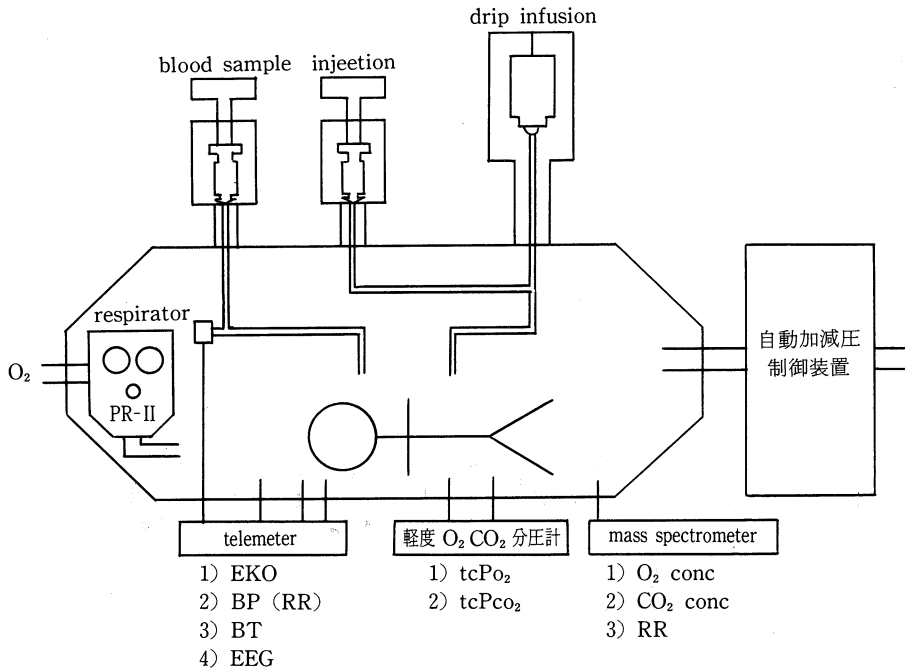 drip infusion
blood sample
injeetion
respirator
O₂
PR-II
自動加減圧
制御装置
telemeter
1) EKO
2) BP (RR)
3) BT
4) EEG
軽度 O₂ CO₂ 分圧計
1) tcPo₂
2) tcPco₂
mass spectrometer
1) O₂ conc
2) CO₂ conc
3) RR